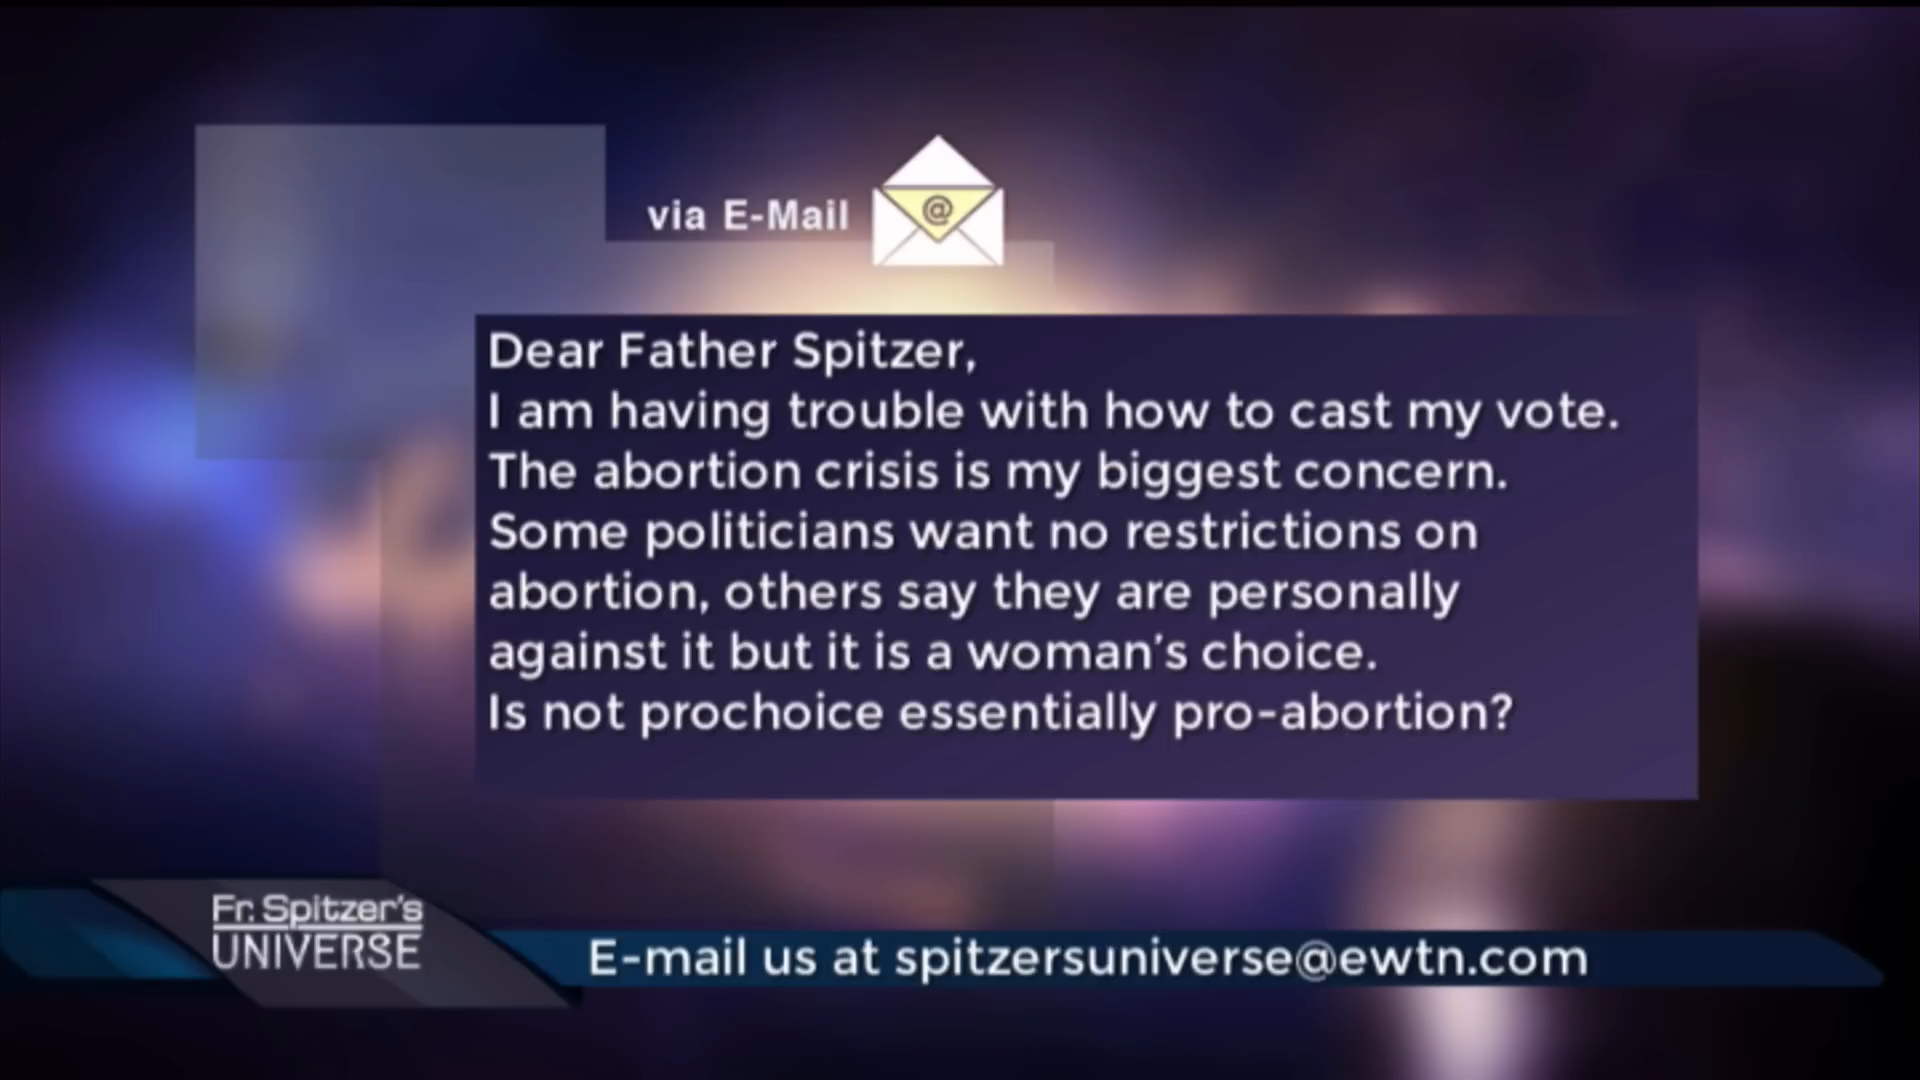 via E-Mail
@
Dear Father Spitzer,
I am having trouble with how to cast my vote.
The abortion crisis is my biggest concern.
Some politicians want no restrictions on
abortion, others say they are personally
against it but it is a woman’s choice.
Is not prochoice essentially pro-abortion?
Fr. Spitzer's
UNIVERSE
E-mail us at spitzersuniverse@ewtn.com